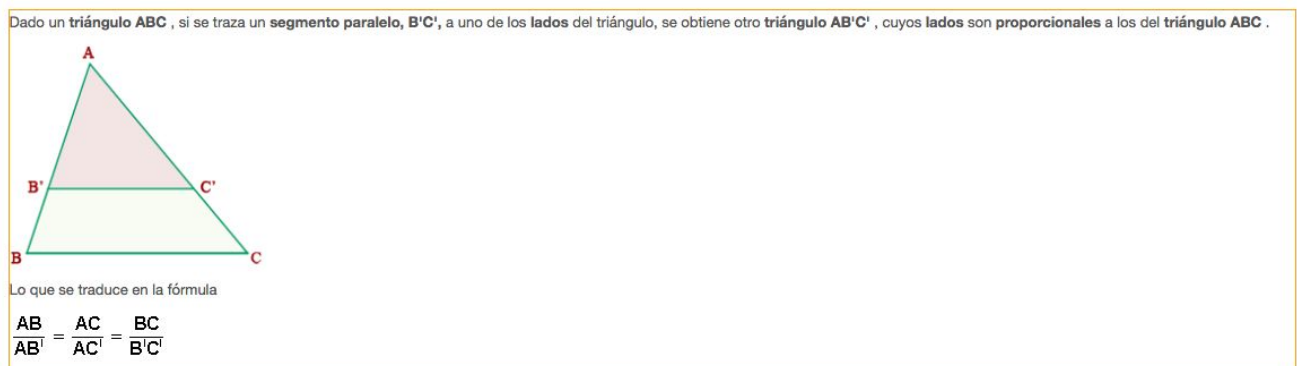 Dado un triángulo ABC , si se traza un segmento paralelo, B'C', a uno de los lados del triángulo, se obtiene otro triángulo AB'C' , cuyos lados son proporcionales a los del triángulo ABC .
A
B' C'
B C
Lo que se traduce en la fórmula
AB/AB' = AC/AC' = BC/B'C'